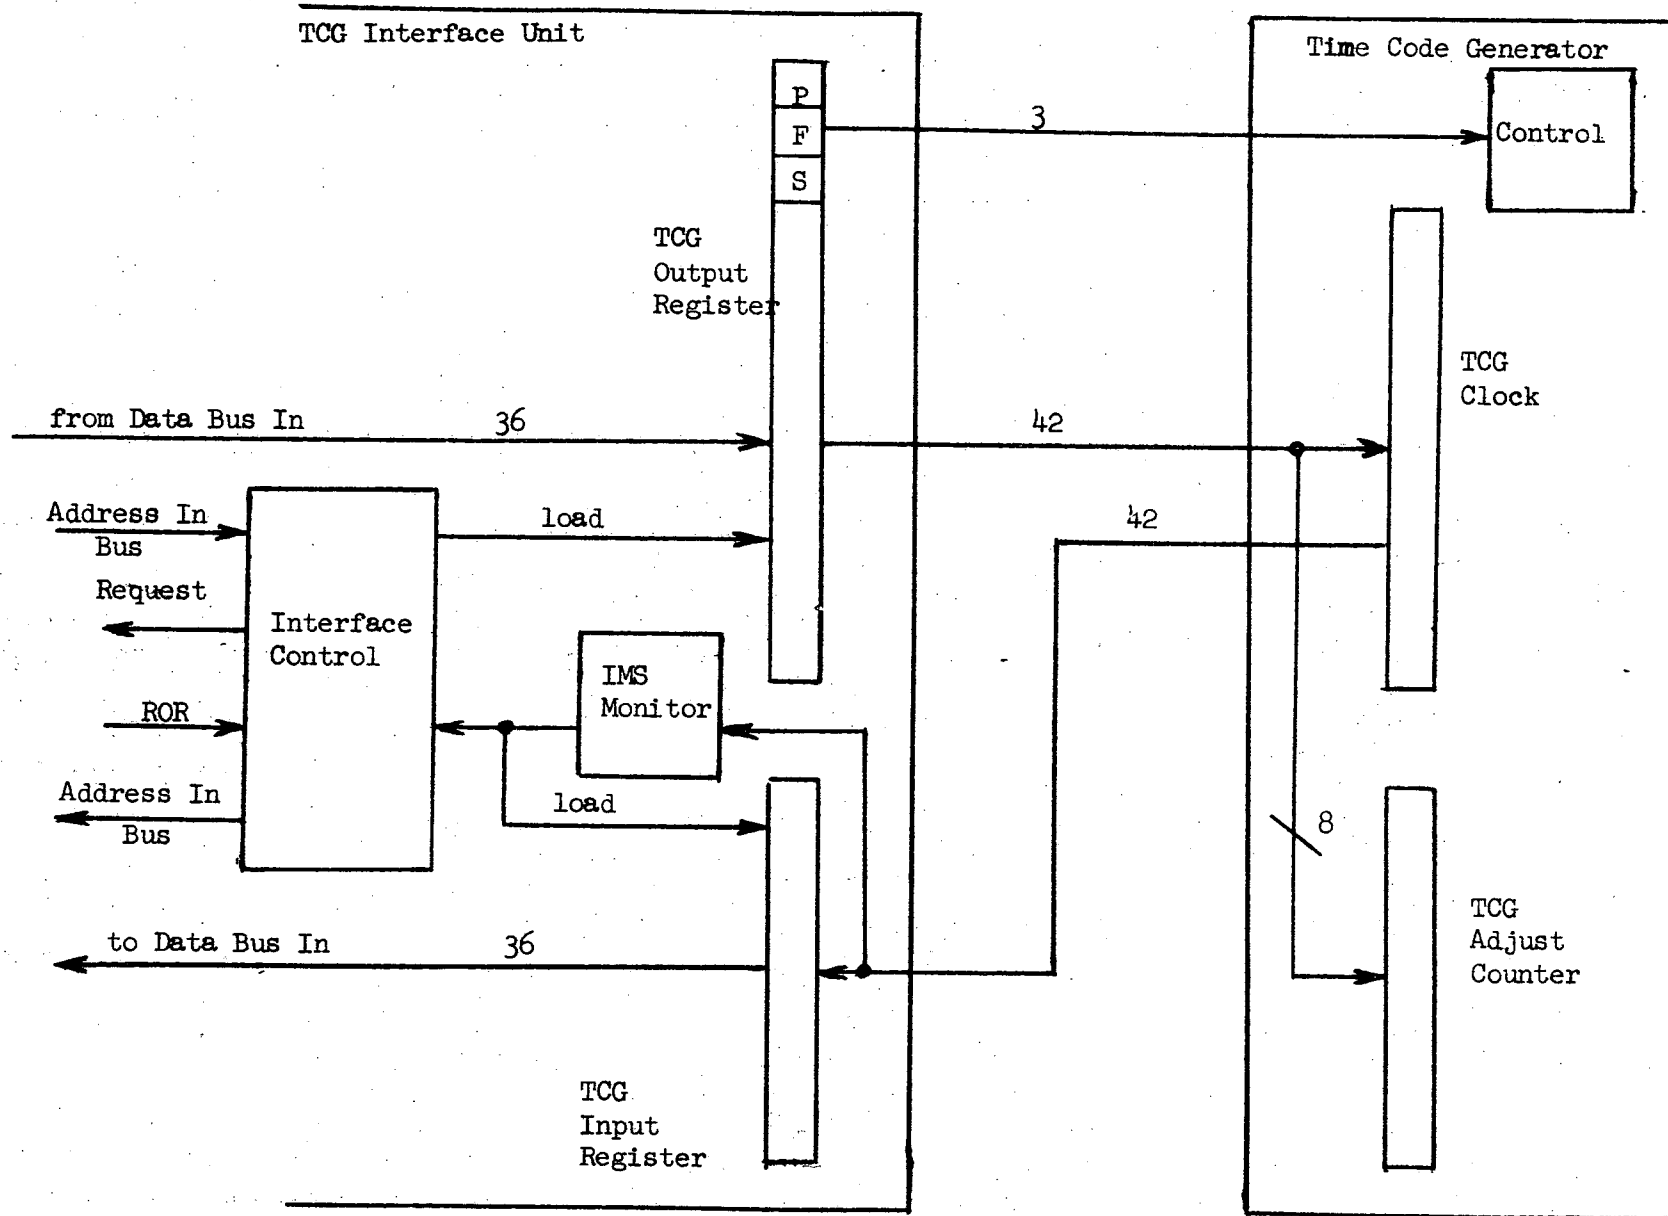 TCG Interface Unit
Time Code Generator
P
F
S
3
Control
TCG
Output
Register
TCG
Clock
from Data Bus In
36
42
Address In
Bus
load
42
Request
Interface
Control
IMS
Monitor
ROR
Address In
Bus
load
8
to Data Bus In
36
TCG
Adjust
Counter
TCG
Input
Register